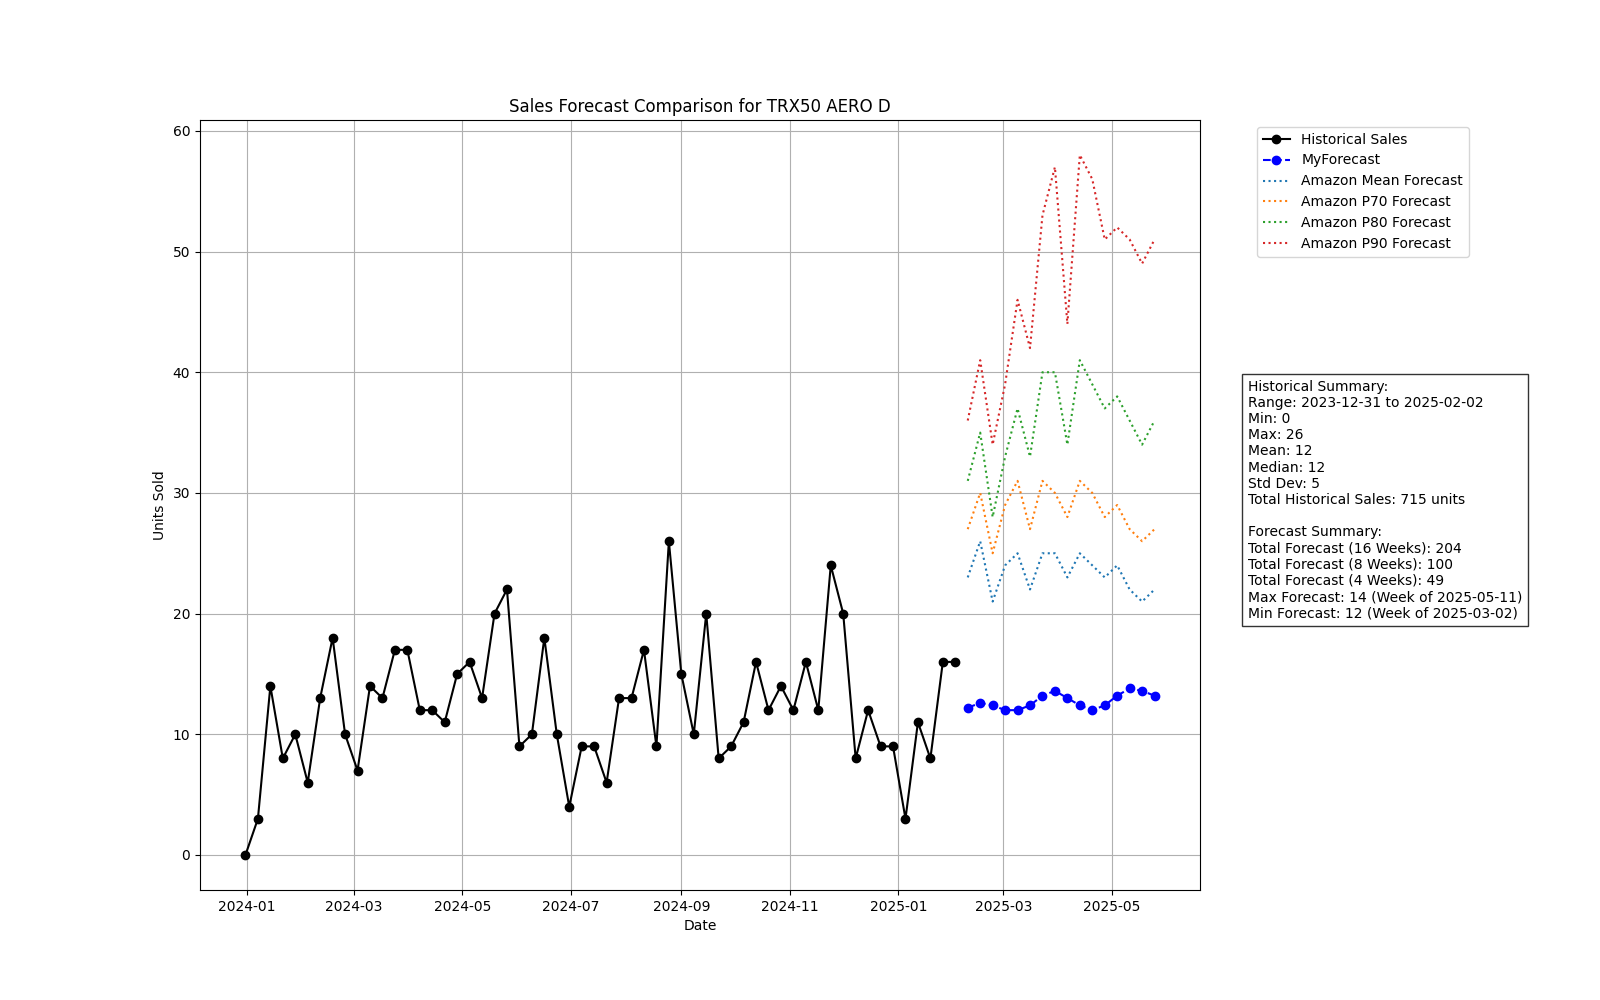 Sales Forecast Comparison for TRX50 AERO D
60
50
40
30
20
10
0
Units Sold
2024-01
2024-03
2024-05
2024-07
2024-09
2024-11
2025-01
2025-03
2025-05
Date
Historical Sales
MyForecast
Amazon Mean Forecast
Amazon P70 Forecast
Amazon P80 Forecast
Amazon P90 Forecast
Historical Summary:
Range: 2023-12-31 to 2025-02-02
Min: 0
Max: 26
Mean: 12
Median: 12
Std Dev: 5
Total Historical Sales: 715 units
Forecast Summary:
Total Forecast (16 Weeks): 204
Total Forecast (8 Weeks): 100
Total Forecast (4 Weeks): 49
Max Forecast: 14 (Week of 2025-05-11)
Min Forecast: 12 (Week of 2025-03-02)